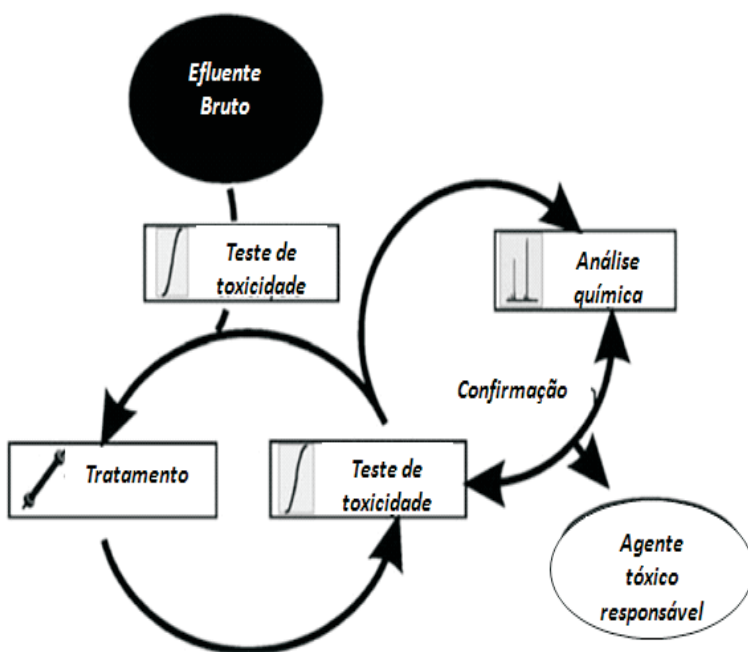 Efluente
Bruto
Teste de
toxicidade
Análise
química
Confirmação
Tratamento
Teste de
toxicidade
Agente
tóxico
responsável